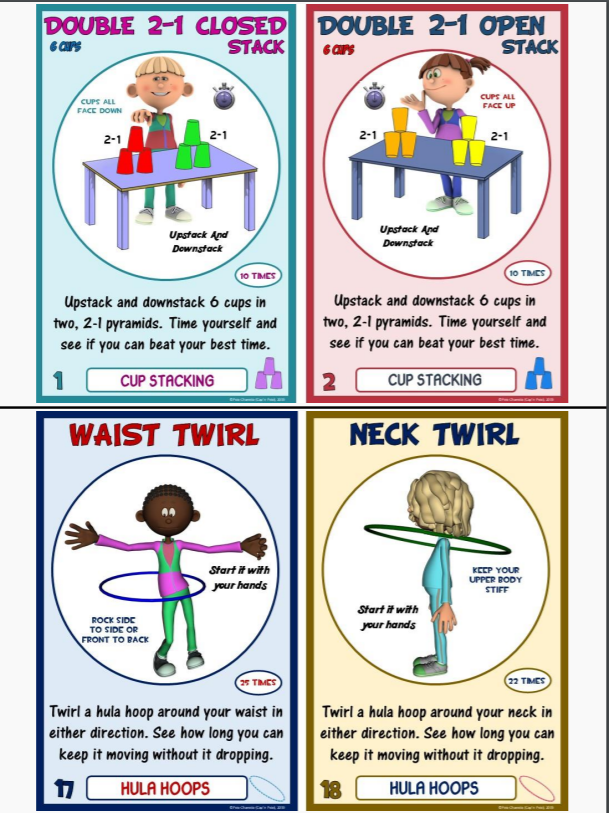 DOUBLE 2-1 CLOSED
STACK
6 CUPS
CUPS ALL
FACE DOWN
2-1
2-1
Upstack And
Downstack
10 TIMES
Upstack and downstack 6 cups in
two, 2-1 pyramids. Time yourself and
see if you can beat your best time.
1
CUP STACKING
DOUBLE 2-1 OPEN
STACK
6 CUPS
CUPS ALL
FACE UP
2-1
2-1
Upstack And
Downstack
10 TIMES
Upstack and downstack 6 cups in
two, 2-1 pyramids. Time yourself and
see if you can beat your best time.
2
CUP STACKING
WAIST TWIRL
Start it with
your hands
ROCK SIDE
TO SIDE OR
FRONT TO BACK
25 TIMES
Twirl a hula hoop around your waist in
either direction. See how long you can
keep it moving without it dropping.
17
HULA HOOPS
NECK TWIRL
KEEP YOUR
UPPER BODY
STIFF
Start it with
your hands
22 TIMES
Twirl a hula hoop around your neck in
either direction. See how long you can
keep it moving without it dropping.
18
HULA HOOPS